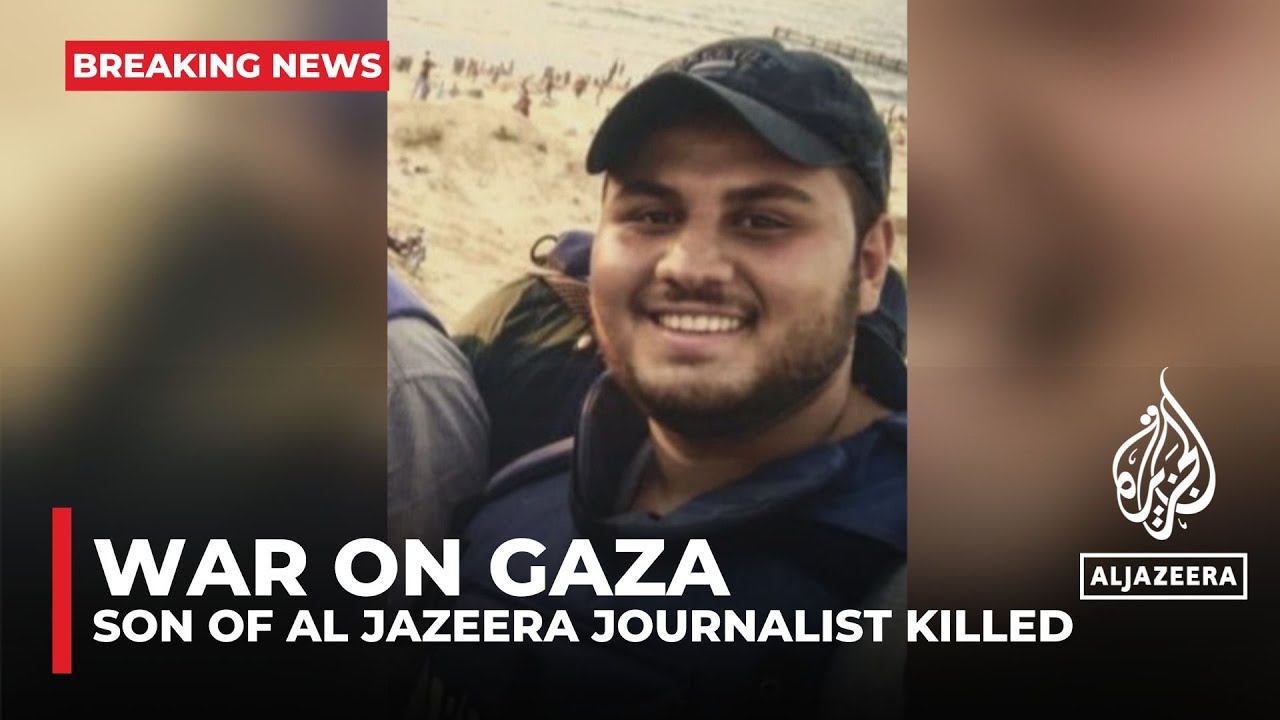 BREAKING NEWS
WAR ON GAZA
SON OF AL JAZEERA JOURNALIST KILLED
الجزيرة
ALJAZEERA